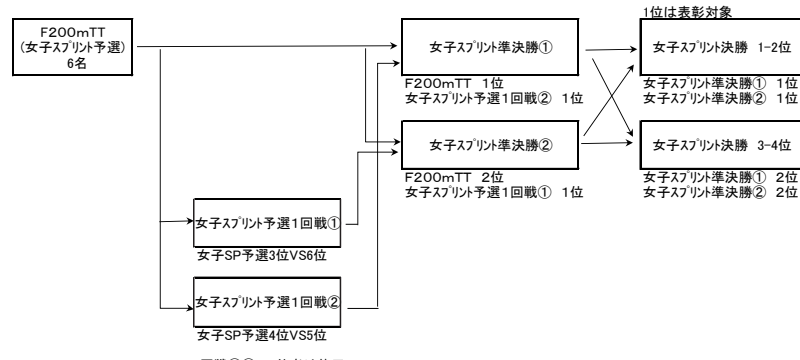 1位は表彰対象
F200mTT
(女子スプリント予選)
6名
女子スプリント準決勝①
女子スプリント決勝 1-2位
F200mTT 1位
女子スプリント予選1回戦② 1位
女子スプリント準決勝① 1位
女子スプリント準決勝② 1位
女子スプリント準決勝②
女子スプリント決勝 3-4位
F200mTT 2位
女子スプリント予選1回戦① 1位
女子スプリント準決勝① 2位
女子スプリント準決勝② 2位
女子スプリント予選1回戦①
女子SP予選3位VS6位
女子スプリント予選1回戦②
女子SP予選4位VS5位